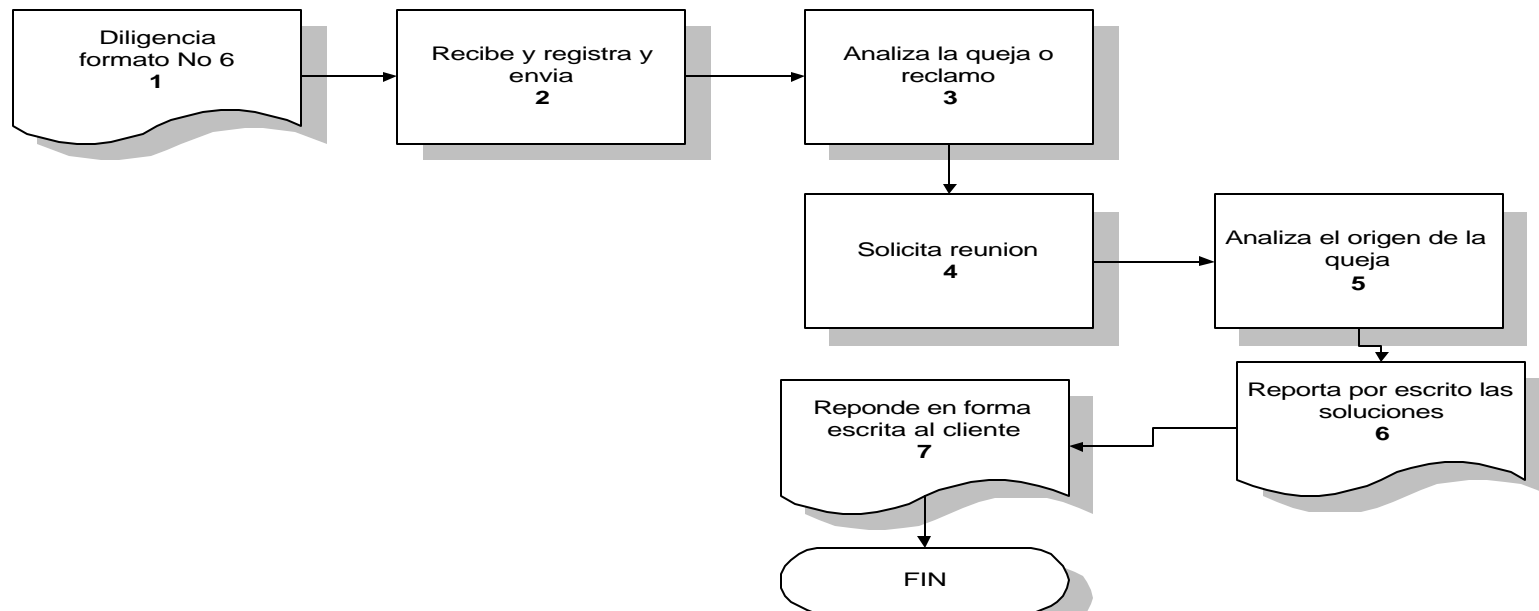 Diligencia
formato No 6
1
Recibe y registra y
envia
2
Analiza la queja o
reclamo
3
Solicita reunion
4
Analiza el origen de la
queja
5
Reporta por escrito las
soluciones
6
Reponde en forma
escrita al cliente
7
FIN